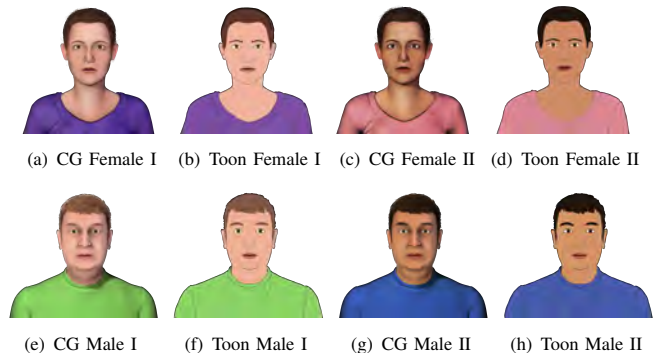 (a) CG Female I (b) Toon Female I (c) CG Female II (d) Toon Female II
(e) CG Male I (f) Toon Male I (g) CG Male II (h) Toon Male II